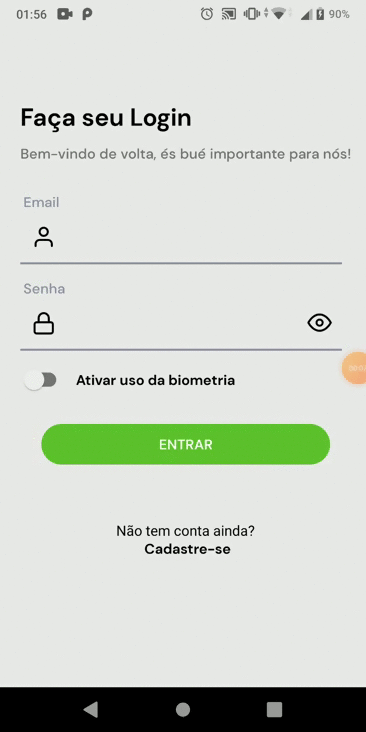 01:56
90%
Faça seu Login
Bem-vindo de volta, és bué importante para nós!
Email
Senha
Ativar uso da biometria
ENTRAR
Não tem conta ainda?
Cadastre-se